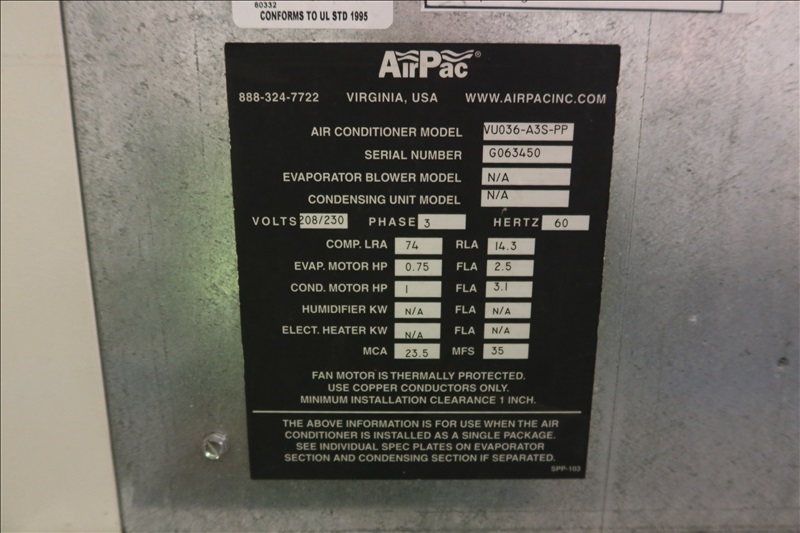 80332
CONFORMS TO UL STD 1995
AirPac®
888-324-7722 VIRGINIA, USA WWW.AIRPACINC.COM
AIR CONDITIONER MODEL VU036-A3S-PP
SERIAL NUMBER G063450
EVAPORATOR BLOWER MODEL N/A
CONDENSING UNIT MODEL N/A
VOLTS 208/230 PHASE 3 HERTZ 60
COMP. LRA 74 RLA 14.3
EVAP. MOTOR HP 0.75 FLA 2.5
COND. MOTOR HP 1 FLA 3.1
HUMIDIFIER KW N/A FLA N/A
ELECT. HEATER KW N/A FLA N/A
MCA 23.5 MFS 35
FAN MOTOR IS THERMALLY PROTECTED.
USE COPPER CONDUCTORS ONLY.
MINIMUM INSTALLATION CLEARANCE 1 INCH.
THE ABOVE INFORMATION IS FOR USE WHEN THE AIR
CONDITIONER IS INSTALLED AS A SINGLE PACKAGE.
SEE INDIVIDUAL SPEC PLATES ON EVAPORATOR
SECTION AND CONDENSING SECTION IF SEPARATED.
SPP-103